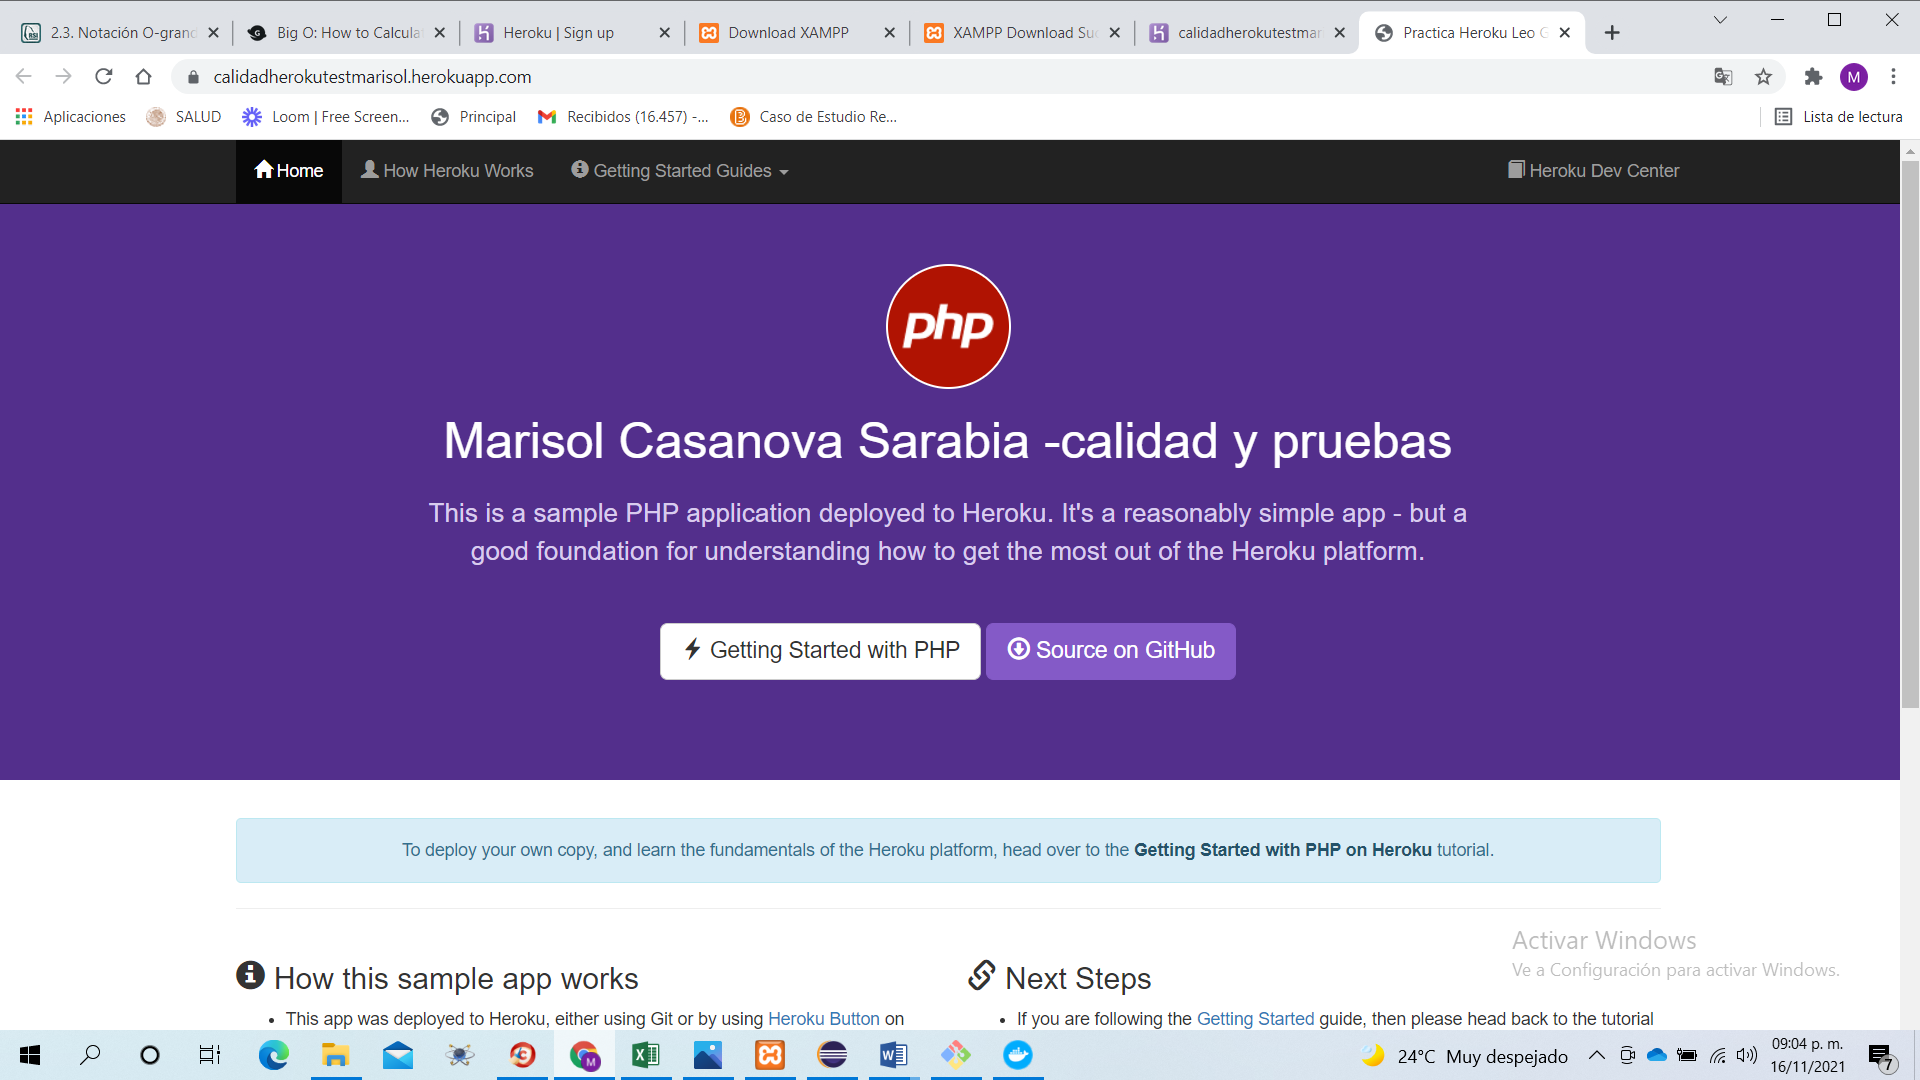 2.3. Notación O-grand
Big O: How to Calculat
Heroku | Sign up
Download XAMPP
XAMPP Download Suc
calidadherokutestmari
Practica Heroku Leo G
calidadherokutestmarisol.herokuapp.com
M
Aplicaciones
SALUD
Loom | Free Screen...
Principal
Recibidos (16.457) -...
Caso de Estudio Re...
Lista de lectura
Home
How Heroku Works
Getting Started Guides
Heroku Dev Center
php
Marisol Casanova Sarabia -calidad y pruebas
This is a sample PHP application deployed to Heroku. It's a reasonably simple app - but a
good foundation for understanding how to get the most out of the Heroku platform.
Getting Started with PHP
Source on GitHub
To deploy your own copy, and learn the fundamentals of the Heroku platform, head over to the Getting Started with PHP on Heroku tutorial.
How this sample app works
Next Steps
Activar Windows
Ve a Configuración para activar Windows.
This app was deployed to Heroku, either using Git or by using Heroku Button on
If you are following the Getting Started guide, then please head back to the tutorial
24°C Muy despejado
09:04 p. m.
16/11/2021
7